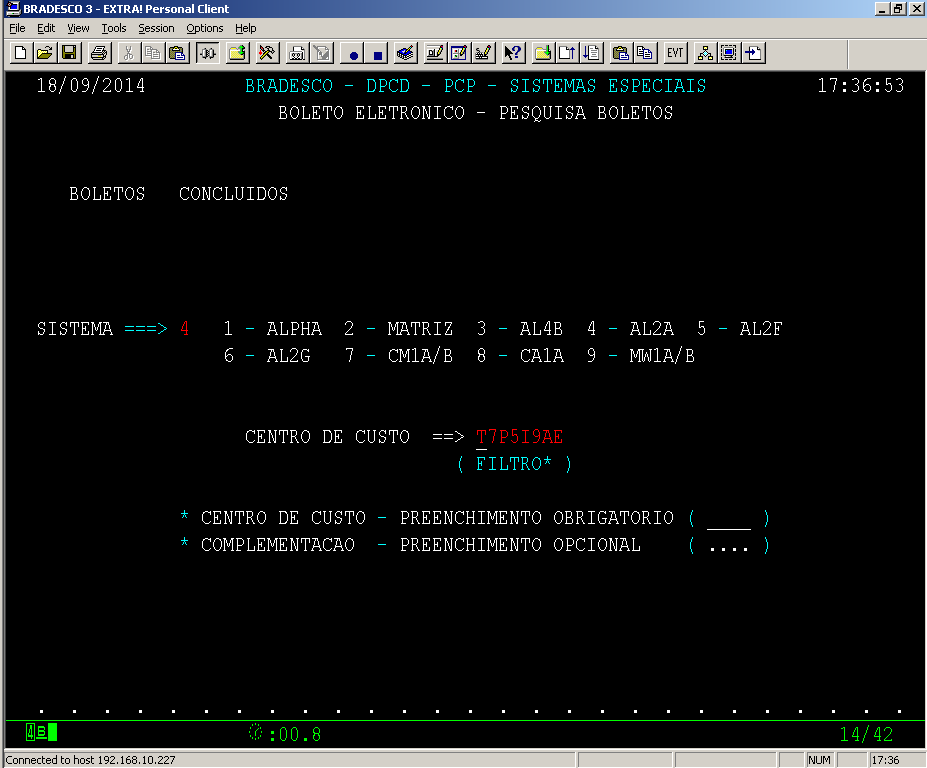 BRADESCO 3 - EXTRA! Personal Client
File Edit View Tools Session Options Help
EVT
18/09/2014 BRADESCO - DPCD - PCP - SISTEMAS ESPECIAIS 17:36:53
BOLETO ELETRONICO - PESQUISA BOLETOS
BOLETOS CONCLUIDOS
SISTEMA ===> 4 1 - ALPHA 2 - MATRIZ 3 - AL4B 4 - AL2A 5 - AL2F
6 - AL2G 7 - CM1A/B 8 - CA1A 9 - MW1A/B
CENTRO DE CUSTO ==> T7P5I9AE
( FILTRO* )
* CENTRO DE CUSTO - PREENCHIMENTO OBRIGATORIO ( ____ )
* COMPLEMENTACAO - PREENCHIMENTO OPCIONAL ( .... )
. . . . . . . . . . . . . . . . . . . . . . . . . . .
4B :00.8 14/42
Connected to host 192.168.10.227 NUM 17:36